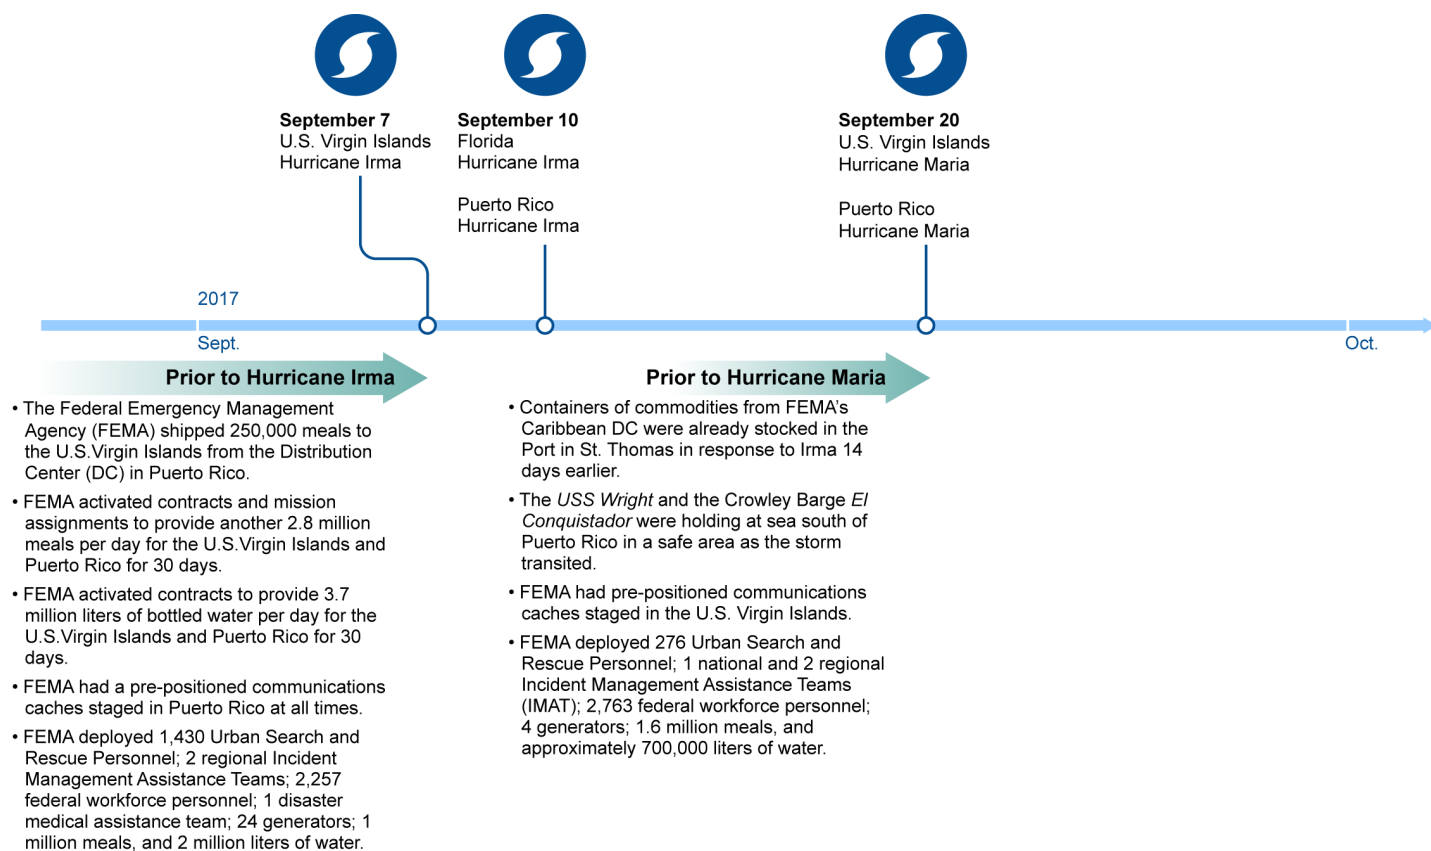 September 7
U.S. Virgin Islands
Hurricane Irma
September 10
Florida
Hurricane Irma
Puerto Rico
Hurricane Irma
September 20
U.S. Virgin Islands
Hurricane Maria
Puerto Rico
Hurricane Maria
2017
Sept.
Oct.
Prior to Hurricane Irma
• The Federal Emergency Management
Agency (FEMA) shipped 250,000 meals to
the U.S.Virgin Islands from the Distribution
Center (DC) in Puerto Rico.
• FEMA activated contracts and mission
assignments to provide another 2.8 million
meals per day for the U.S.Virgin Islands and
Puerto Rico for 30 days.
• FEMA activated contracts to provide 3.7
million liters of bottled water per day for the
U.S.Virgin Islands and Puerto Rico for 30
days.
• FEMA had a pre-positioned communications
caches staged in Puerto Rico at all times.
• FEMA deployed 1,430 Urban Search and
Rescue Personnel; 2 regional Incident
Management Assistance Teams; 2,257
federal workforce personnel; 1 disaster
medical assistance team; 24 generators; 1
million meals, and 2 million liters of water.
Prior to Hurricane Maria
• Containers of commodities from FEMA's
Caribbean DC were already stocked in the
Port in St. Thomas in response to Irma 14
days earlier.
• The USS Wright and the Crowley Barge El
Conquistador were holding at sea south of
Puerto Rico in a safe area as the storm
transited.
• FEMA had pre-positioned communications
caches staged in the U.S. Virgin Islands.
• FEMA deployed 276 Urban Search and
Rescue Personnel; 1 national and 2 regional
Incident Management Assistance Teams
(IMAT); 2,763 federal workforce personnel;
4 generators; 1.6 million meals, and
approximately 700,000 liters of water.